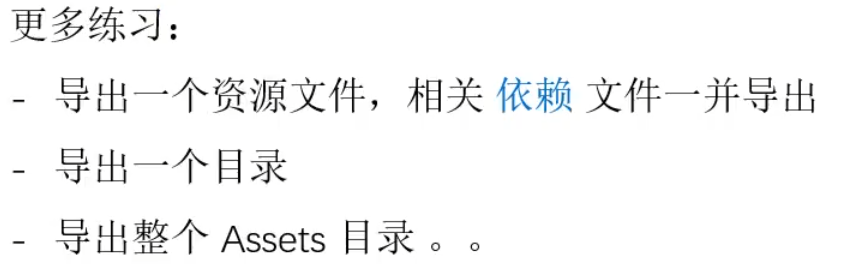 更多练习：
- 导出一个资源文件，相关 依赖 文件一并导出
- 导出一个目录
- 导出整个 Assets 目录 。。